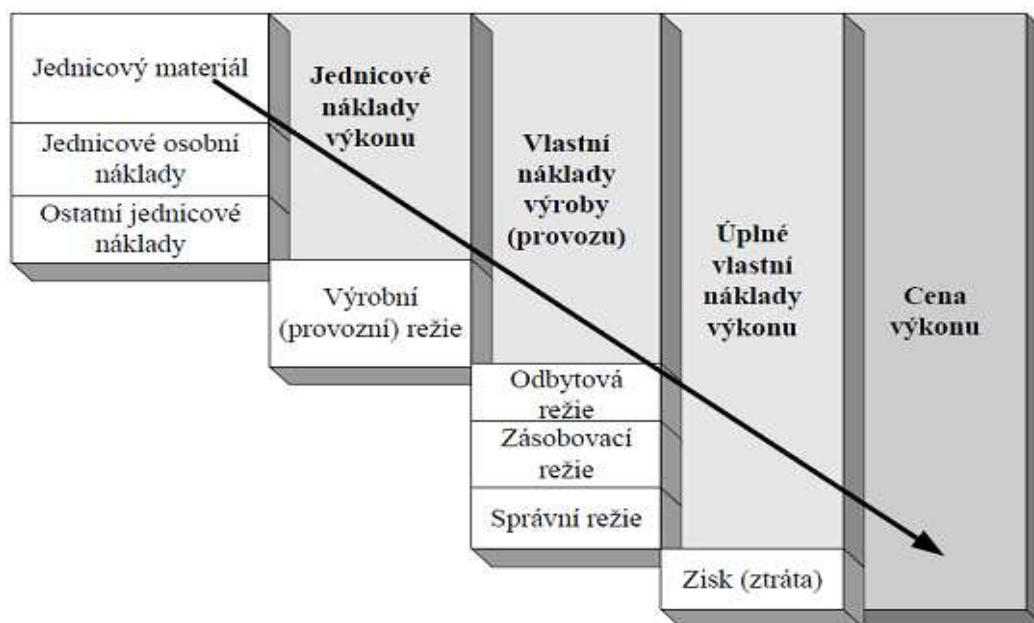 Jednicový materiál
Jednicové osobní
náklady
Ostatní jednicové
náklady
Jednicové
náklady
výkonu
Výrobní
(provozní) režie
Vlastní
náklady
výroby
(provozu)
Odbytová
režie
Zásobovací
režie
Správní režie
Úplné
vlastní
náklady
výkonu
Zisk (ztráta)
Cena
výkonu